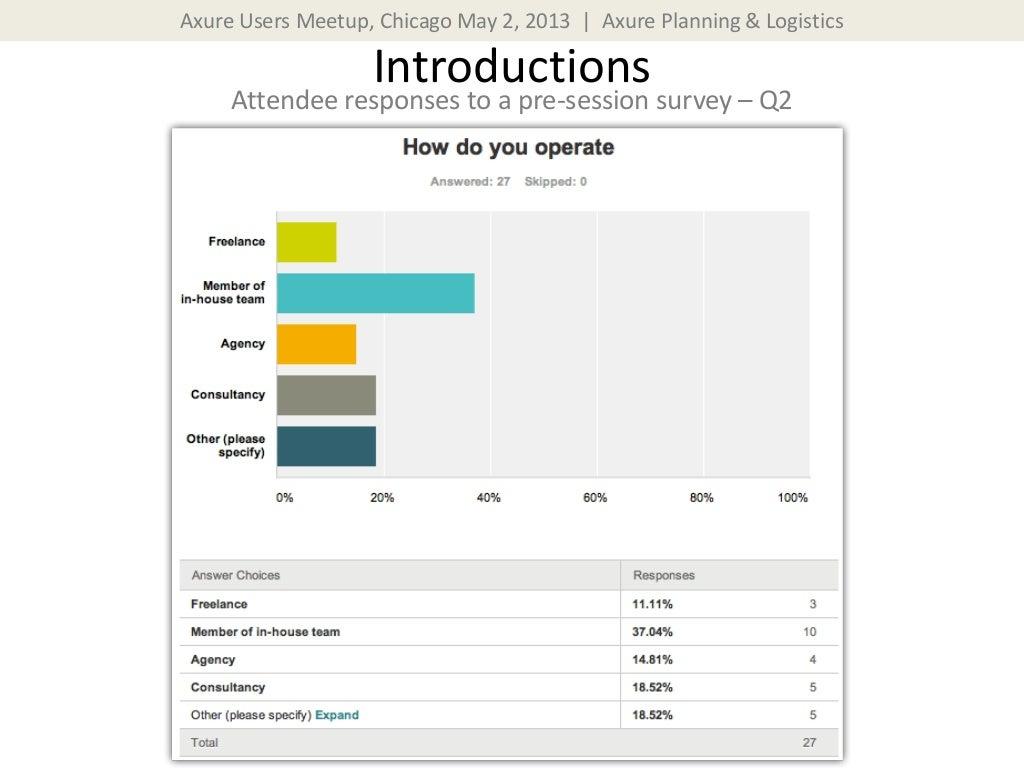 Axure Users Meetup, Chicago May 2, 2013 | Axure Planning & Logistics
Introductions
Attendee responses to a pre-session survey – Q2
How do you operate
Answered: 27 Skipped: 0
Freelance
Member of
in-house team
Agency
Consultancy
Other (please
specify)
0% 20% 40% 60% 80% 100%
Answer Choices Responses
Freelance 11.11% 3
Member of in-house team 37.04% 10
Agency 14.81% 4
Consultancy 18.52% 5
Other (please specify) Expand 18.52% 5
Total 27